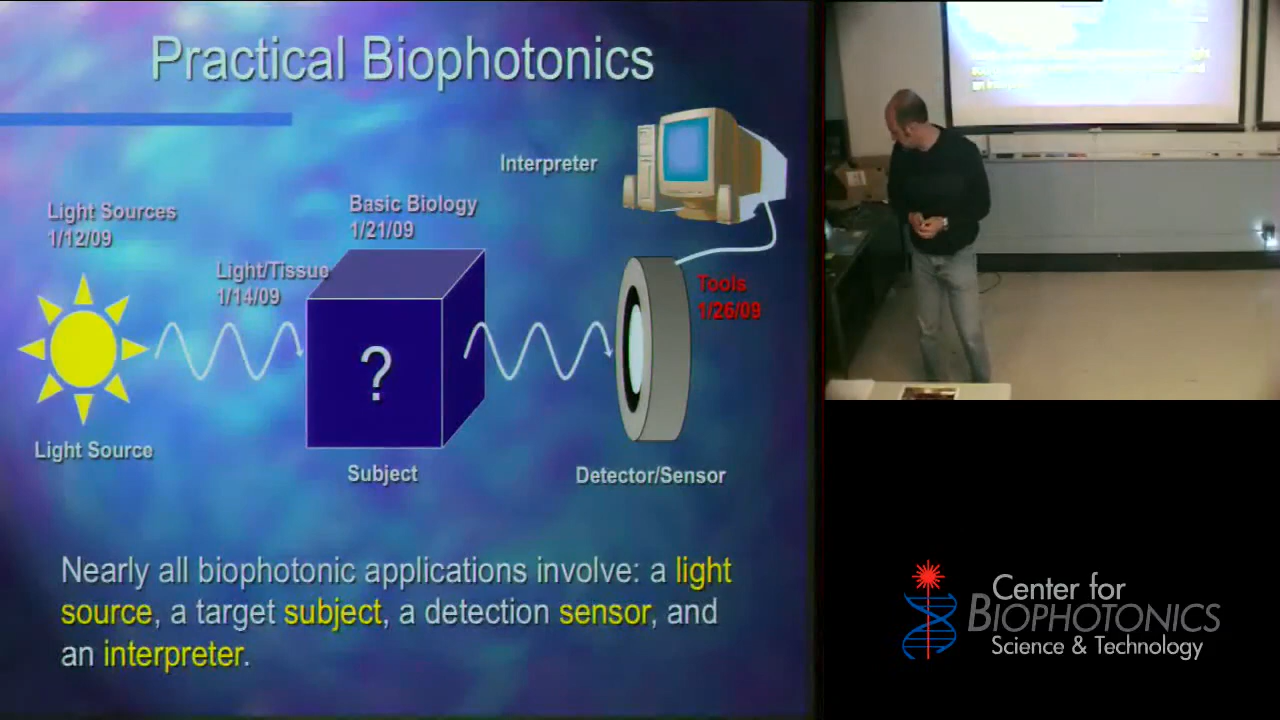 Practical Biophotonics
Interpreter
Light Sources
1/12/09
Basic Biology
1/21/09
Light/Tissue
1/14/09
Tools
1/26/09
?
Light Source
Subject
Detector/Sensor
Nearly all biophotonic applications involve: a light
source, a target subject, a detection sensor, and
an interpreter.
Center for
BIOPHOTONICS
Science & Technology